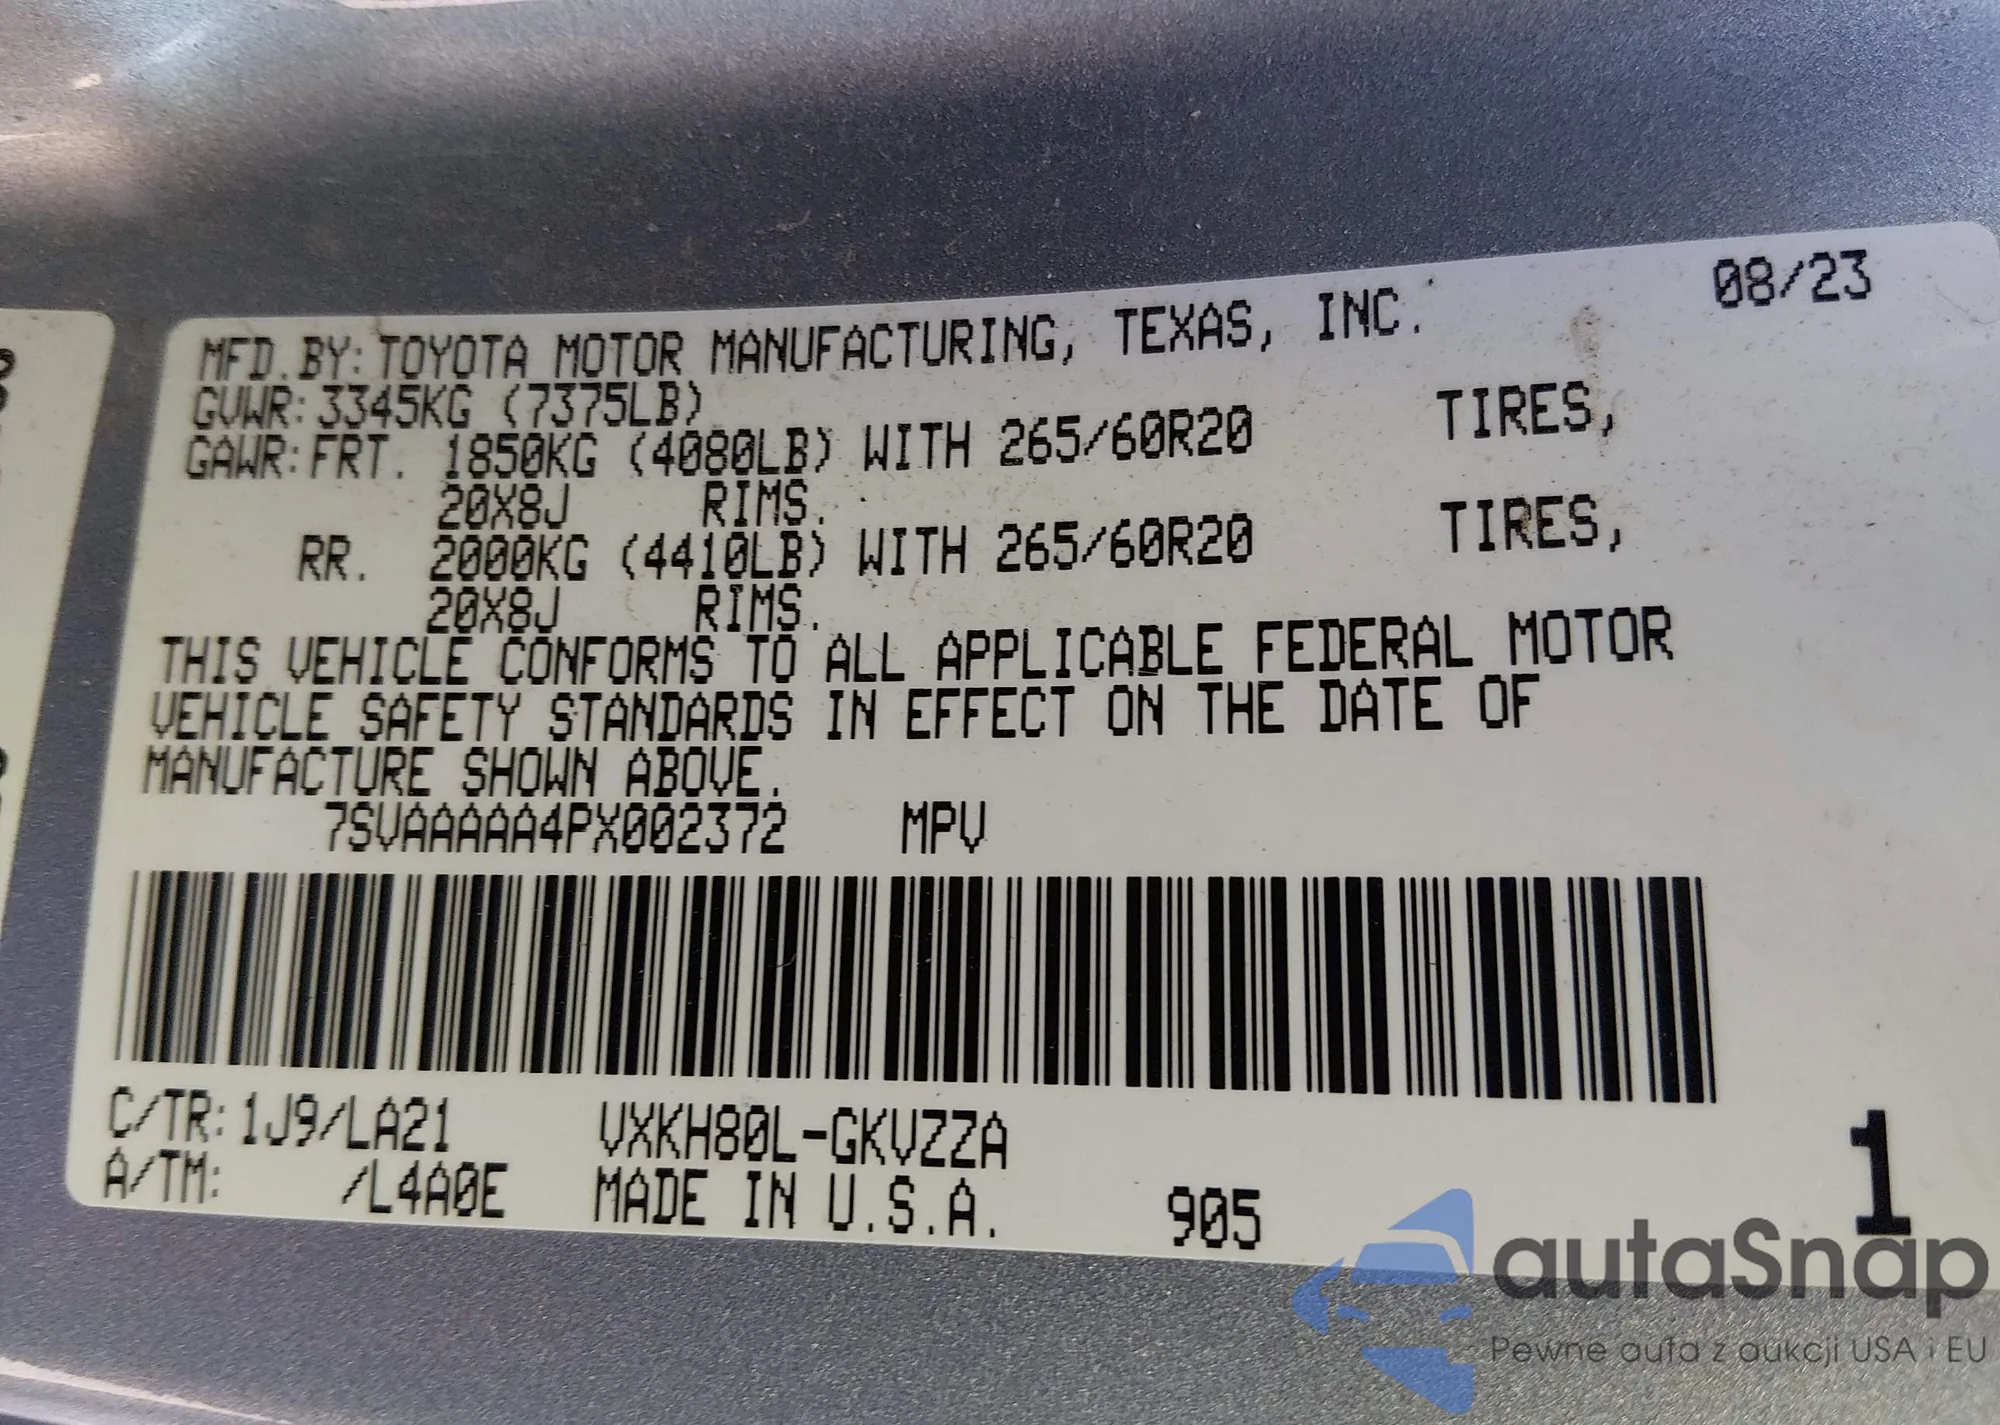 08/23
MFD.BY:TOYOTA MOTOR MANUFACTURING, TEXAS, INC.
GVWR:3345KG (7375LB)
GAWR:FRT. 1850KG (4080LB) WITH 265/60R20 TIRES,
20X8J RIMS.
RR. 2000KG (4410LB) WITH 265/60R20 TIRES,
20X8J RIMS.
THIS VEHICLE CONFORMS TO ALL APPLICABLE FEDERAL MOTOR
VEHICLE SAFETY STANDARDS IN EFFECT ON THE DATE OF
MANUFACTURE SHOWN ABOVE.
7SVAAAAA4PX002372 MPV
C/TR:1J9/LA21 VXKH80L-GKVZZA
A/TM: /L4A0E MADE IN U.S.A. 905
1
autaSnap
Pewne auta z aukcji USA i EU